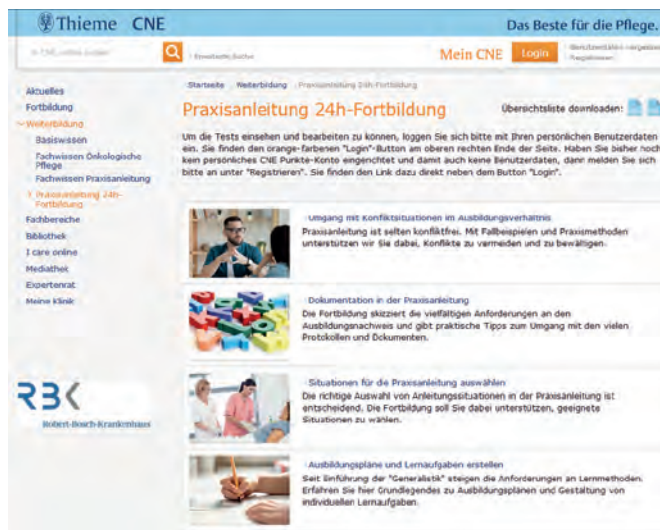 Thieme CNE
Das Beste für die Pflege.
Erweiterte Suche
Mein CNE
Login
Registrieren
Startseite Weiterbildung Praxisanleitung 24h-Fortbildung
Aktuelles
Fortbildung
Weiterbildung
Basiswissen
Fachwissen Onkologische
Pflege
Fachwissen Praxisanleitung
Praxisanleitung 24h-
Fortbildung
Fachbereiche
Bibliothek
I care online
Mediathek
Expertenrat
Meine Klinik
RBK
Robert-Bosch-Krankenhaus
Praxisanleitung 24h-Fortbildung
Übersichtsliste downloaden:
Um die Tests einsehen und bearbeiten zu können, loggen Sie sich bitte mit Ihren persönlichen Benutzerdaten
ein. Sie finden den orange-farbenen "Login"-Button am oberen rechten Ende der Seite. Haben Sie bisher noch
kein persönliches CNE Punkte-Konto eingerichtet und damit auch keine Benutzerdaten, dann melden Sie sich
bitte an unter "Registrieren". Sie finden den Link dazu direkt neben dem Button "Login".
Umgang mit Konfliktsituationen im Ausbildungsverhältnis
Praxisanleitung ist selten konfliktfrei. Mit Fallbeispielen und Praxismethoden
unterstützen wir Sie dabei, Konflikte zu vermeiden und zu bewältigen.
Dokumentation in der Praxisanleitung
Die Fortbildung skizziert die vielfältigen Anforderungen an den
Ausbildungsnachweis und gibt praktische Tipps zum Umgang mit den vielen
Protokollen und Dokumenten.
Situationen für die Praxisanleitung auswählen
Die richtige Auswahl von Anleitungssituationen in der Praxisanleitung ist
entscheidend. Die Fortbildung soll Sie dabei unterstützen, geeignete
Situationen zu wählen.
Ausbildungspläne und Lernaufgaben erstellen
Seit Einführung der "Generalistik" steigen die Anforderungen an Lernmethoden.
Erfahren Sie hier Grundlegendes zu Ausbildungsplänen und Gestaltung von
individuellen Lernaufgaben.